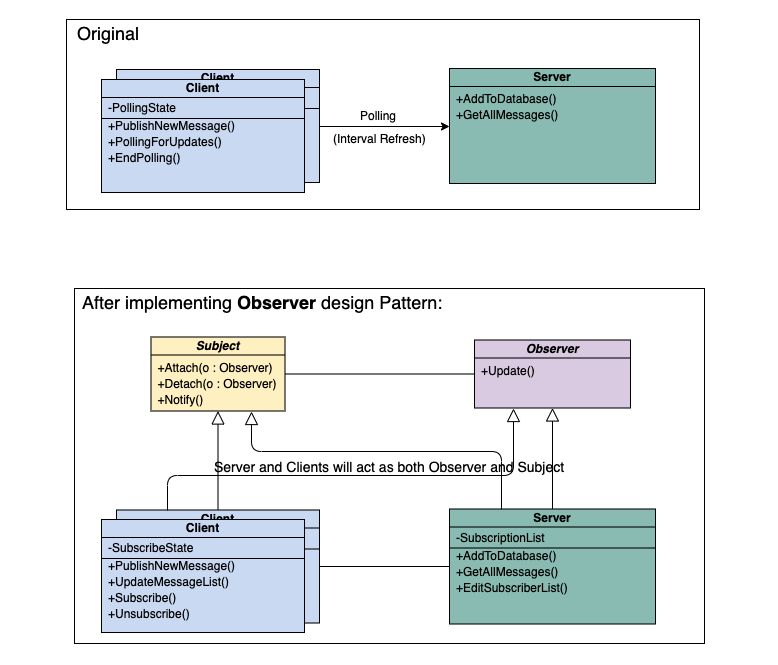 Original
Client
Client
-PollingState
+PublishNewMessage()
+PollingForUpdates()
+EndPolling()
Polling
(Interval Refresh)
Server
+AddToDatabase()
+GetAllMessages()
After implementing Observer design Pattern:
Subject
+Attach(o : Observer)
+Detach(o : Observer)
+Notify()
Observer
+Update()
Server and Clients will act as both Observer and Subject
Client
Client
-SubscribeState
+PublishNewMessage()
+UpdateMessageList()
+Subscribe()
+Unsubscribe()
Server
-SubscriptionList
+AddToDatabase()
+GetAllMessages()
+EditSubscriberList()